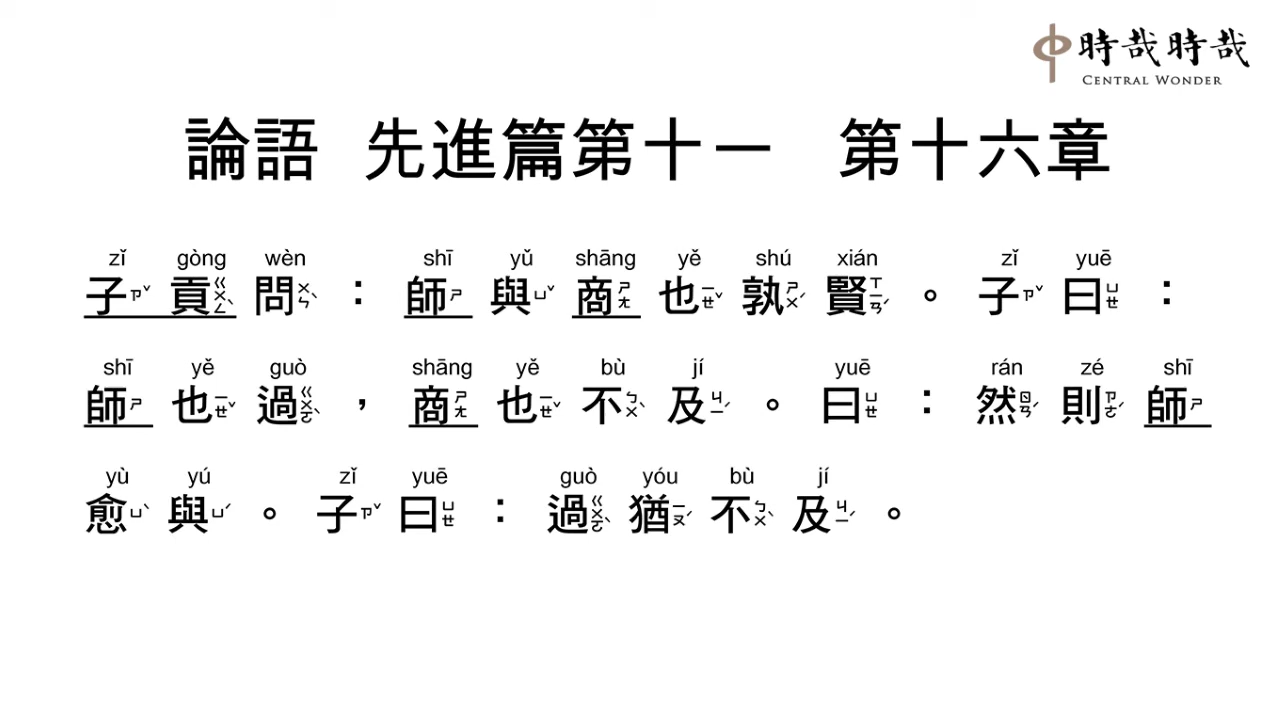 時哉時哉
CENTRAL WONDER
論語 先進篇第十一 第十六章
zǐ gòng wèn shī yǔ shāng yě shú xián zǐ yuē
子ㄗˇ貢ㄍㄨㄥˋ問ㄨㄣˋ：師ㄕ與ㄩˇ商ㄕㄤ也ㄧㄝˇ孰ㄕㄨˊ賢ㄒㄧㄢˊ。子ㄗˇ曰ㄩㄝ：
shī yě guò shāng yě bù jí yuē rán zé shī
師ㄕ也ㄧㄝˇ過ㄍㄨㄛˋ，商ㄕㄤ也ㄧㄝˇ不ㄅㄨˋ及ㄐㄧˊ。曰ㄩㄝ：然ㄖㄢˊ則ㄗㄜˊ師ㄕ
yù yú zǐ yuē guò yóu bù jí
愈ㄩˋ與ㄩˊ。子ㄗˇ曰ㄩㄝ：過ㄍㄨㄛˋ猶ㄧㄡˊ不ㄅㄨˋ及ㄐㄧˊ。